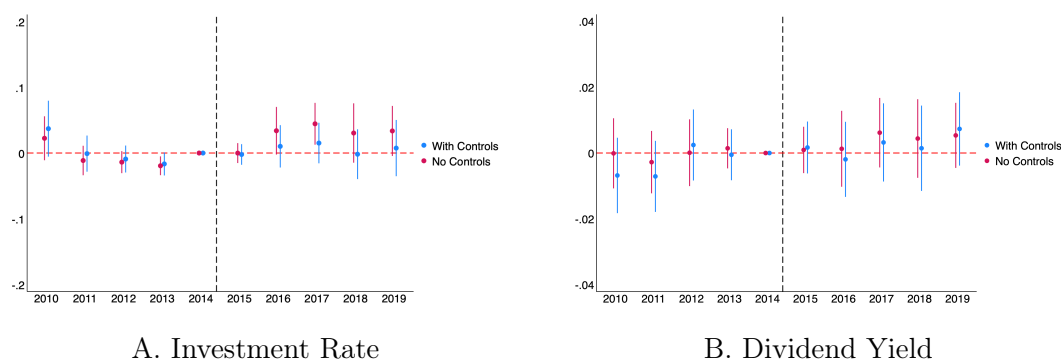 .2
.1
0
-.1
-.2
2010 2011 2012 2013 2014 2015 2016 2017 2018 2019
With Controls
No Controls
A. Investment Rate
.04
.02
0
-.02
-.04
2010 2011 2012 2013 2014 2015 2016 2017 2018 2019
With Controls
No Controls
B. Dividend Yield